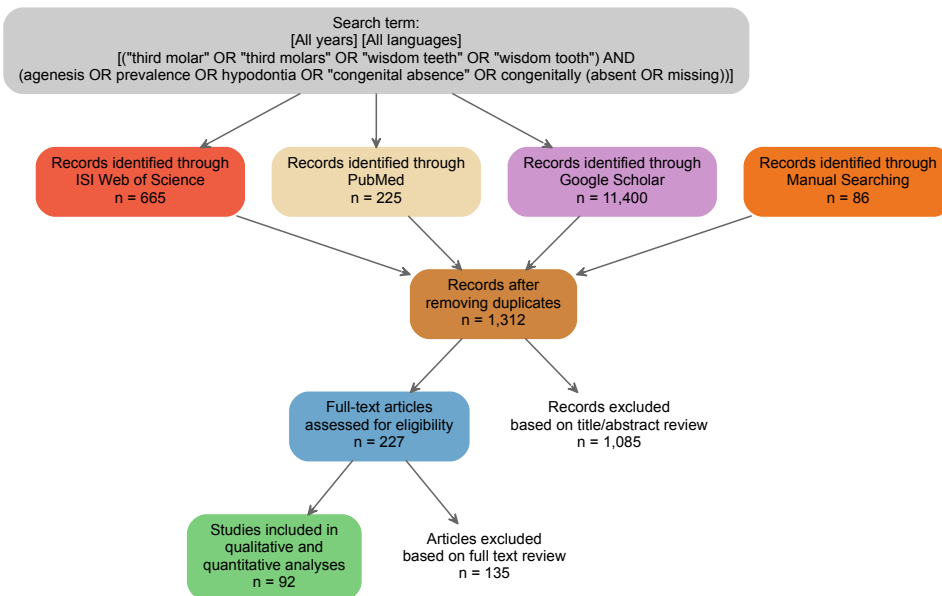 Search term:
[All years] [All languages]
[("third molar" OR "third molars" OR "wisdom teeth" OR "wisdom tooth") AND
(agenesis OR prevalence OR hypodontia OR "congenital absence" OR congenitally (absent OR missing))]
Records identified through
ISI Web of Science
n = 665
Records identified through
PubMed
n = 225
Records identified through
Google Scholar
n = 11,400
Records identified through
Manual Searching
n = 86
Records after
removing duplicates
n = 1,312
Full-text articles
assessed for eligibility
n = 227
Records excluded
based on title/abstract review
n = 1,085
Studies included in
qualitative and
quantitative analyses
n = 92
Articles excluded
based on full text review
n = 135